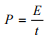 P = E/t